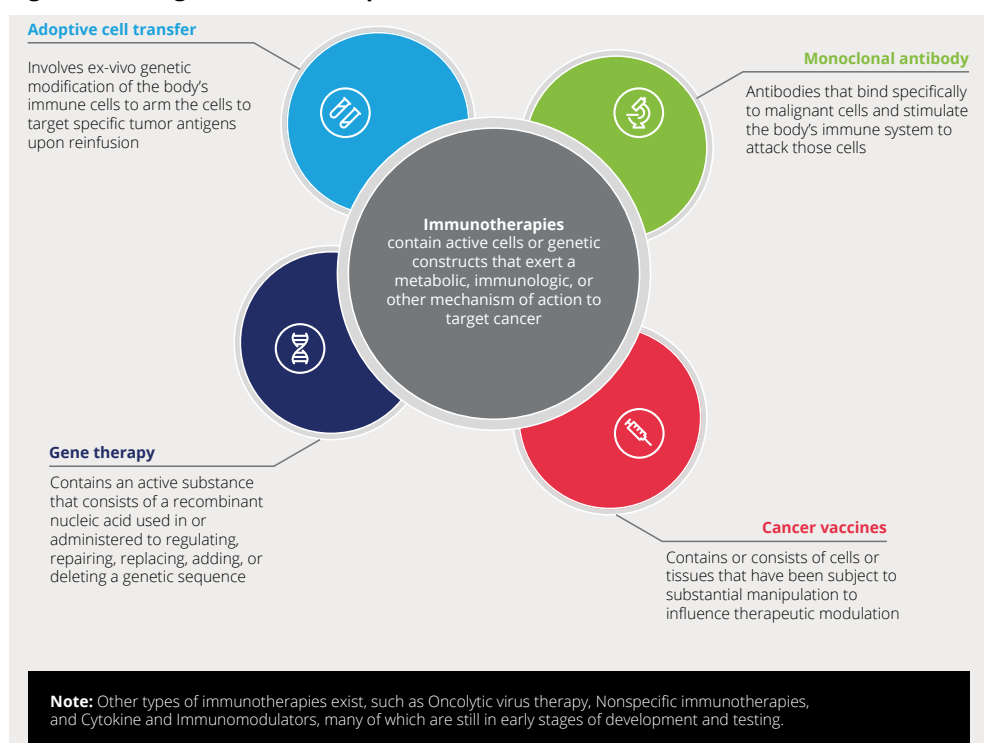 Adoptive cell transfer
Involves ex-vivo genetic
modification of the body’s
immune cells to arm the cells to
target specific tumor antigens
upon reinfusion
Monoclonal antibody
Antibodies that bind specifically
to malignant cells and stimulate
the body’s immune system to
attack those cells
Immunotherapies
contain active cells or genetic
constructs that exert a
metabolic, immunologic, or
other mechanism of action to
target cancer
Gene therapy
Contains an active substance
that consists of a recombinant
nucleic acid used in or
administered to regulating,
repairing, replacing, adding, or
deleting a genetic sequence
Cancer vaccines
Contains or consists of cells or
tissues that have been subject to
substantial manipulation to
influence therapeutic modulation
Note: Other types of immunotherapies exist, such as Oncolytic virus therapy, Nonspecific immunotherapies,
and Cytokine and Immunomodulators, many of which are still in early stages of development and testing.